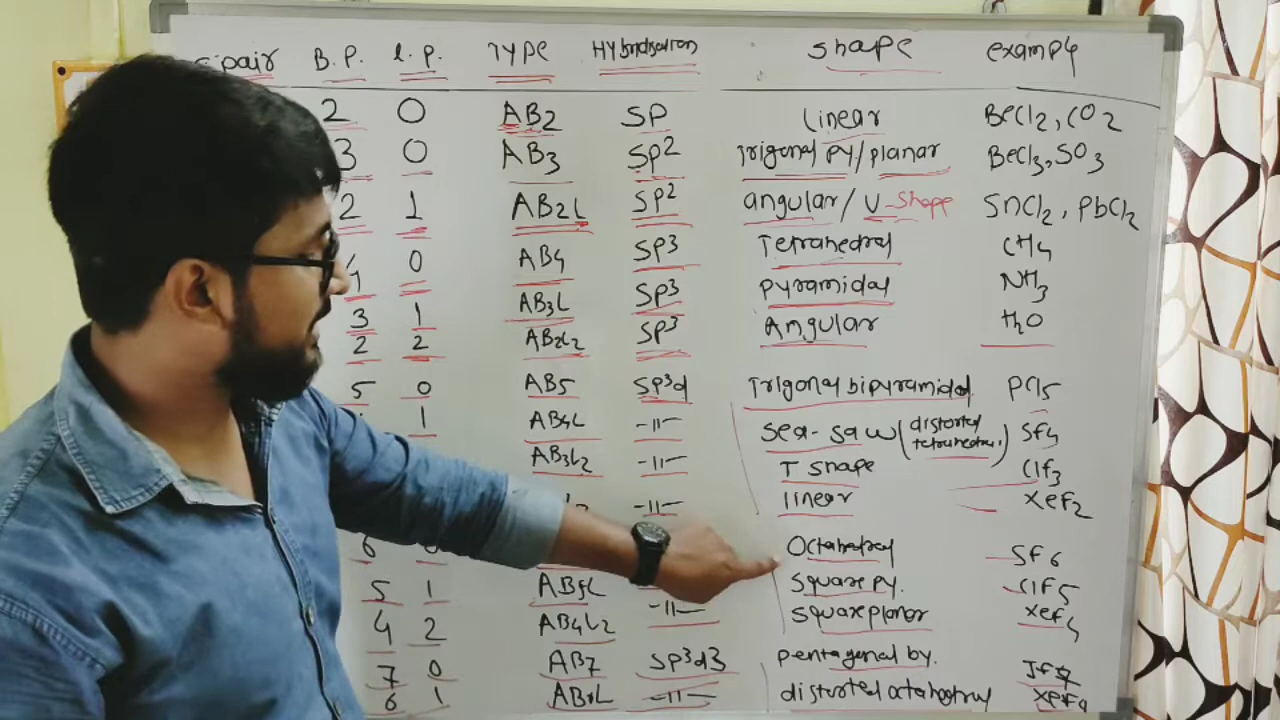 pair B.P. l.p. TYPE Hybridisation shape example
2 0 AB2 SP linear BeCl2, CO2
3 0 AB3 SP2 Trigonal py/planar BeCl3, SO3
2 1 AB2L SP2 angular/V-shape SnCl2, PbCl2
4 0 AB4 SP3 Tetrahedral CH4
3 1 AB3L SP3 pyramidal NH3
2 2 AB2L2 SP3 Angular H2O
5 0 AB5 SP3d Trigonal bipyramidal PCl5
1 AB4L -11- sea-saw (distorted tetrahedral) SF4
AB3L2 -11- T shape ClF3
-11- linear XeF2
6 Octahedral SF6
5 1 AB5L square py. ClF5
4 2 AB4L2 -11- square planar XeF4
7 0 AB7 SP3d3 pentagonal by. IF7
6 1 -11- distorted octahedral